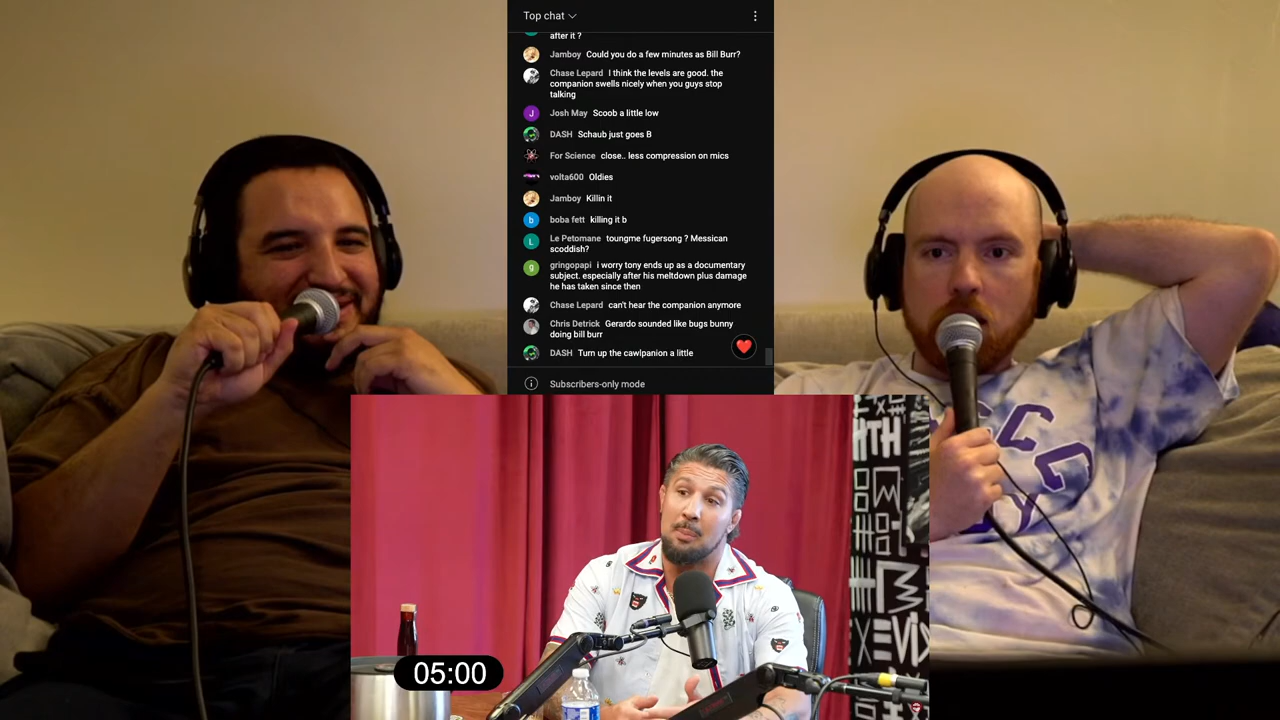 Top chat
after it ?
Jamboy Could you do a few minutes as Bill Burr?
Chase Lepard I think the levels are good. the
companion swells nicely when you guys stop
talking
J Josh May Scoob a little low
DASH Schaub just goes B
For Science close.. less compression on mics
volta600 Oldies
Jamboy Killin it
b boba fett killing it b
L Le Petomane toungme fugersong ? Messican
scoddish?
g gringopapi i worry tony ends up as a documentary
subject. especially after his meltdown plus damage
he has taken since then
Chase Lepard can't hear the companion anymore
Chris Detrick Gerardo sounded like bugs bunny
doing bill burr
DASH Turn up the cawlpanion a little
Subscribers-only mode
CCC
05:00